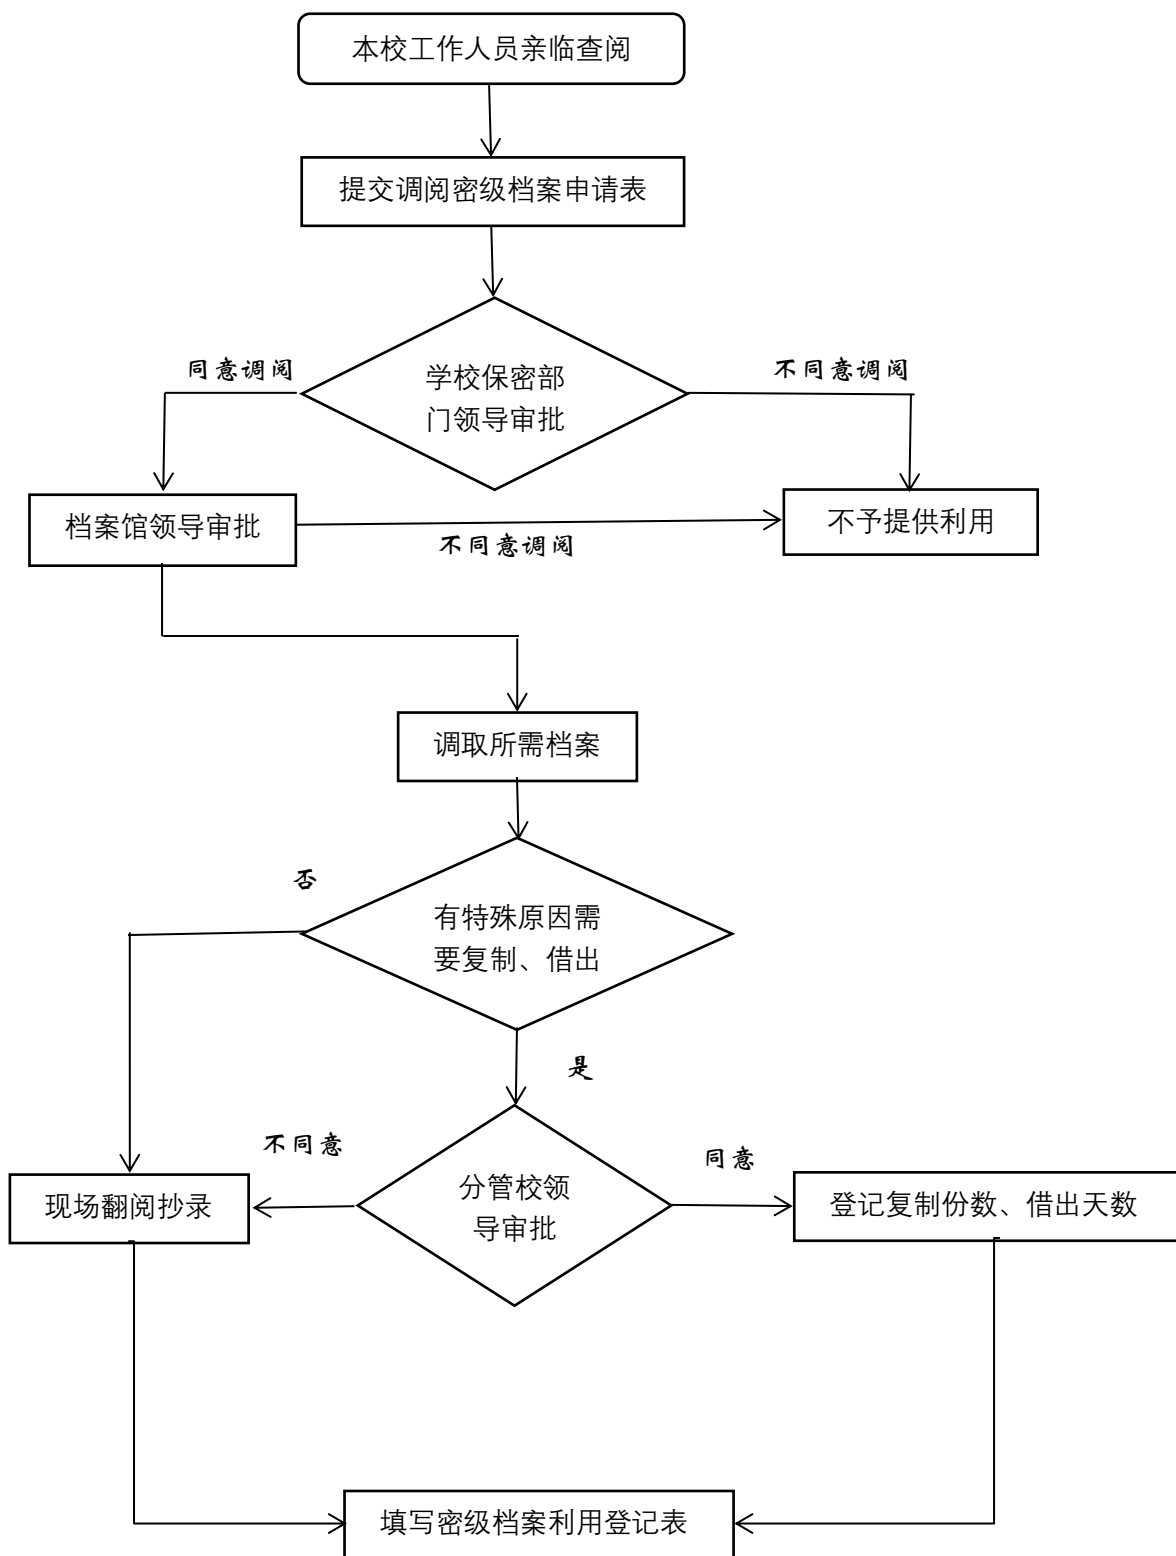 本校工作人员亲临查阅
提交调阅密级档案申请表
同意调阅
不同意调阅
学校保密部
门领导审批
档案馆领导审批
不予提供利用
不同意调阅
调取所需档案
否
有特殊原因需
要复制、借出
是
不同意
同意
分管校领
导审批
现场翻阅抄录
登记复制份数、借出天数
填写密级档案利用登记表